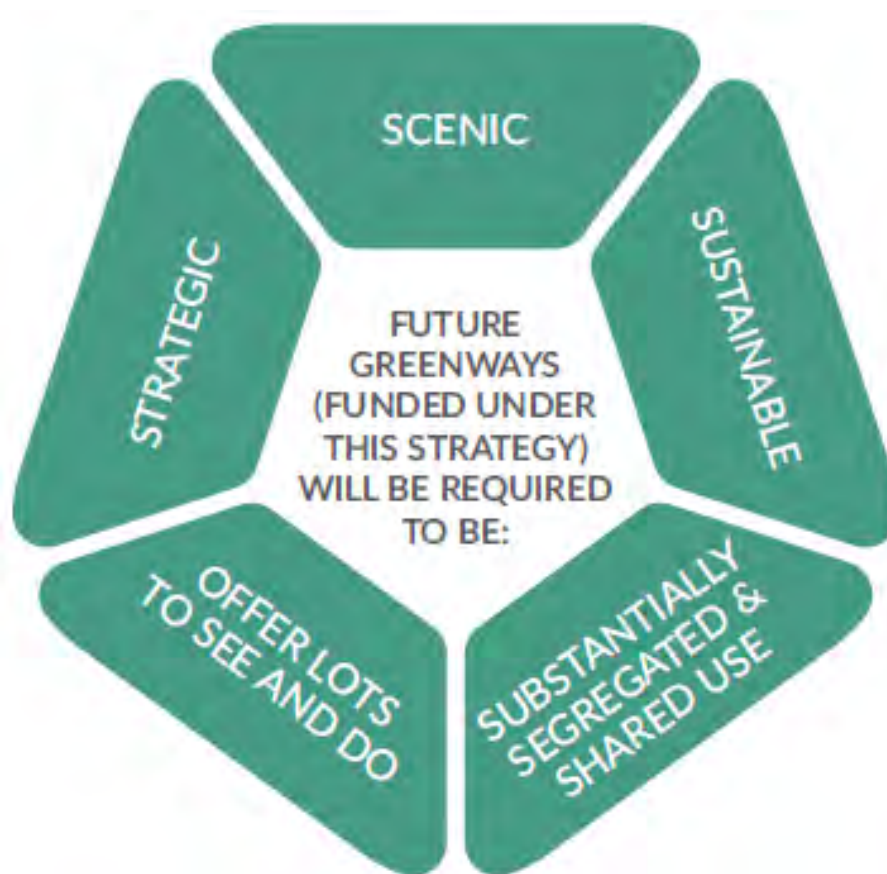 SCENIC
SUSTAINABLE
SUBSTANTIALLY
SEGREGATED &
SHARED USE
OFFER LOTS
TO SEE AND DO
STRATEGIC
FUTURE
GREENWAYS
(FUNDED UNDER
THIS STRATEGY)
WILL BE REQUIRED
TO BE: